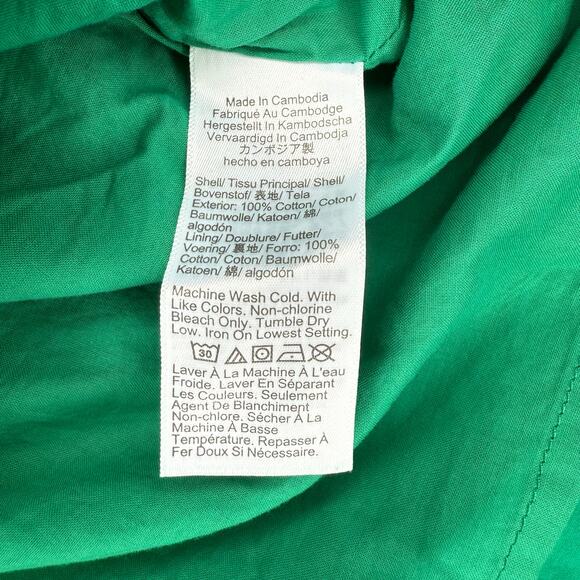 Made In Cambodia
Fabriqué Au Cambodge
Hergestellt In Kambodscha
Vervaardigd In Cambodja
カンボジア製
hecho en camboya
Shell/ Tissu Principal/ Shell/
Bovenstof/ 表地/ Tela
Exterior: 100% Cotton/ Coton/
Baumwolle/ Katoen/ 綿/
algodón
Lining/ Doublure/ Futter/
Voering/ 裏地/ Forro: 100%
Cotton/ Coton/ Baumwolle/
Katoen/ 綿/ algodón
Machine Wash Cold. With
Like Colors. Non-chlorine
Bleach Only. Tumble Dry
Low. Iron On Lowest Setting.
30
Laver À La Machine À L'eau
Froide. Laver En Séparant
Les Couleurs. Seulement
Agent De Blanchiment
Non-chlore. Sécher À La
Machine À Basse
Température. Repasser À
Fer Doux Si Nécessaire.